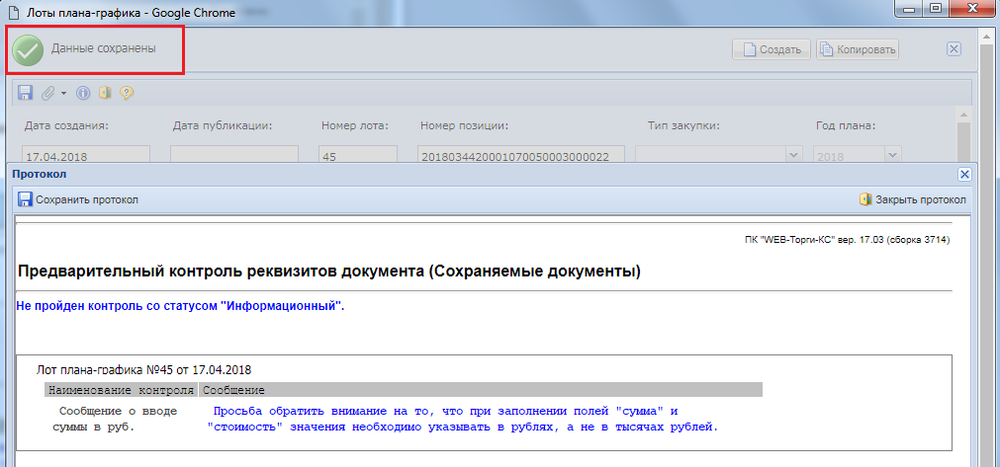 Лоты плана-графика - Google Chrome
Данные сохранены
Создать
Копировать
Дата создания: Дата публикации: Номер лота: Номер позиции: Тип закупки: Год плана:
17.04.2018 45 2018034420001070050003000022 2018
Протокол
Сохранить протокол
Закрыть протокол
ПК "WEB-Торги-КС" вер. 17.03 (сборка 3714)
Предварительный контроль реквизитов документа (Сохраняемые документы)
Не пройден контроль со статусом "Информационный".
Лот плана-графика №45 от 17.04.2018
Наименование контроля Сообщение
Сообщение о вводе Просьба обратить внимание на то, что при заполнении полей "сумма" и
суммы в руб. "стоимость" значения необходимо указывать в рублях, а не в тысячах рублей.